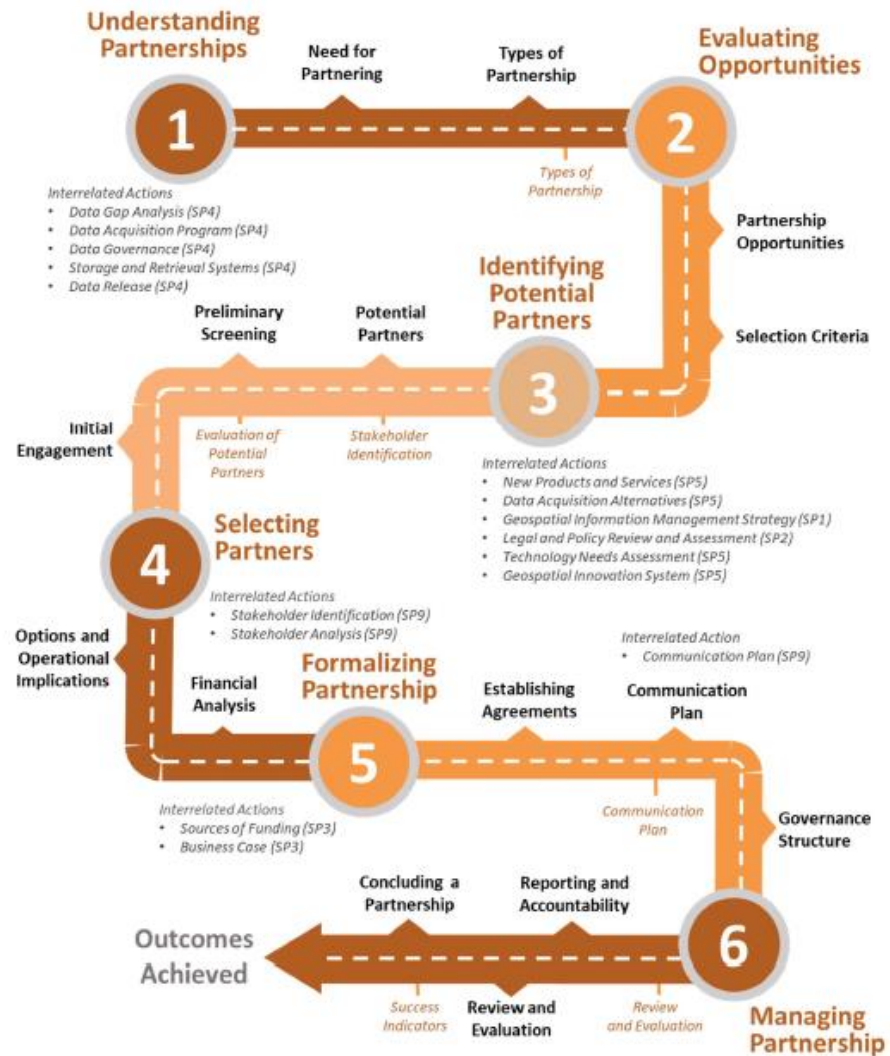 Understanding
Partnerships
Need for
Partnering
Types of
Partnership
Evaluating
Opportunities
1
2
Types of
Partnership
Interrelated Actions
• Data Gap Analysis (SP4)
• Data Acquisition Program (SP4)
• Data Governance (SP4)
• Storage and Retrieval Systems (SP4)
• Data Release (SP4)
Partnership
Opportunities
Selection Criteria
Identifying
Potential
Partners
3
Potential
Partners
Preliminary
Screening
Stakeholder
Identification
Evaluation of
Potential
Partners
Initial
Engagement
Interrelated Actions
• New Products and Services (SP5)
• Data Acquisition Alternatives (SP5)
• Geospatial Information Management Strategy (SP1)
• Legal and Policy Review and Assessment (SP2)
• Technology Needs Assessment (SP5)
• Geospatial Innovation System (SP5)
Selecting
Partners
4
Interrelated Actions
• Stakeholder Identification (SP9)
• Stakeholder Analysis (SP9)
Options and
Operational
Implications
Financial
Analysis
Formalizing
Partnership
5
Interrelated Actions
• Sources of Funding (SP3)
• Business Case (SP3)
Establishing
Agreements
Interrelated Action
• Communication Plan (SP9)
Communication
Plan
Communication
Plan
Governance
Structure
6
Managing
Partnership
Reporting and
Accountability
Review
and Evaluation
Review and
Evaluation
Concluding a
Partnership
Success
Indicators
Outcomes
Achieved